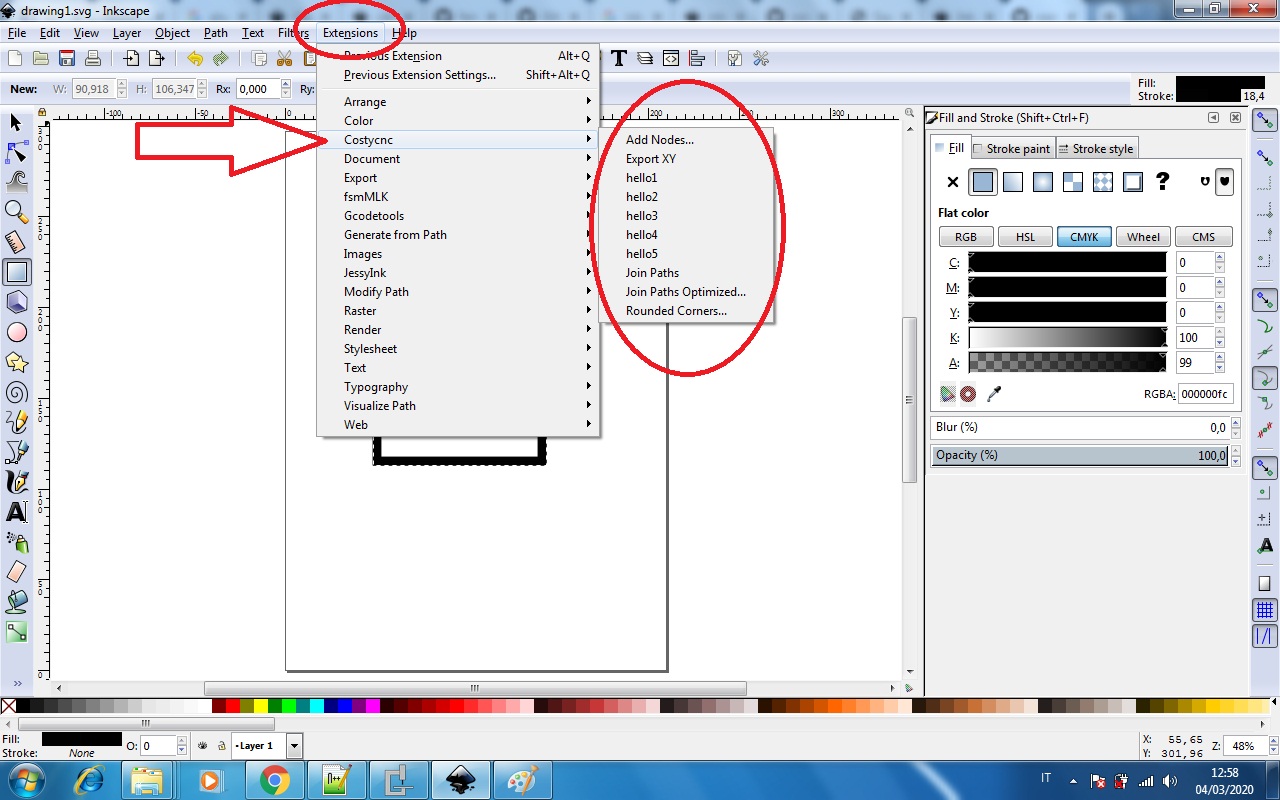 drawing1.svg - Inkscape
File Edit View Layer Object Path Text Filters Extensions Help
New: W: 90,918 H: 106,347 Rx: 0,000 Ry:
Fill:
Stroke: 18,4
Previous Extension Alt+Q
Previous Extension Settings... Shift+Alt+Q
Arrange
Color
Costycnc
Document
Export
fsmMLK
Gcodetools
Generate from Path
Images
JessyInk
Modify Path
Raster
Render
Stylesheet
Text
Typography
Visualize Path
Web
Add Nodes...
Export XY
hello1
hello2
hello3
hello4
hello5
Join Paths
Join Paths Optimized...
Rounded Corners...
-100 -50 0 200 250 300
Fill and Stroke (Shift+Ctrl+F)
Fill Stroke paint Stroke style
Flat color
RGB HSL CMYK Wheel CMS
C: 0
M: 0
Y: 0
K: 100
A: 99
RGBA: 000000fc
Blur (%) 0,0
Opacity (%) 100,0
Fill:
Stroke: None
O: 0
Layer 1
X: 55,65
Y: 301,96
Z: 48%
IT
12:58
04/03/2020